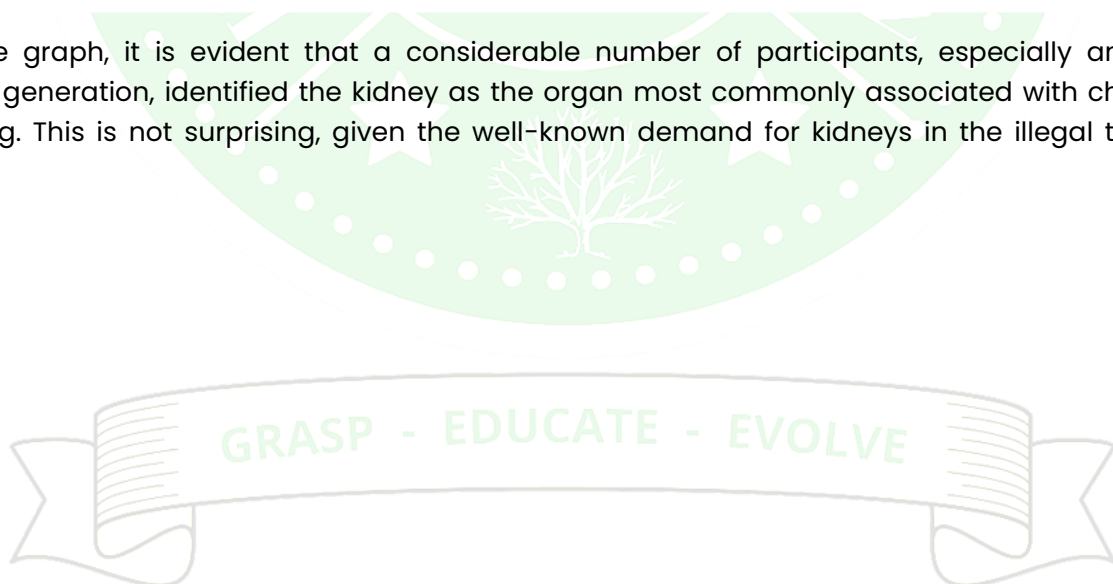 graph, it is evident that a considerable number of participants, especially
generation, identified the kidney as the organ most commonly associated with
This is not surprising, given the well-known demand for kidneys in the illegal
GRASP - EDUCATE - EVOLVE